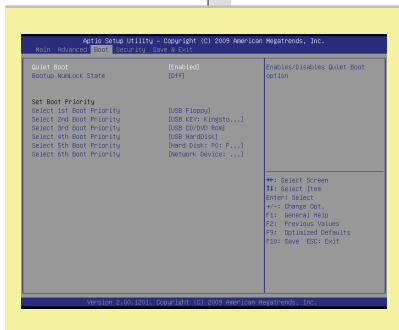 Aptio Setup Utility - Copyright (C) 2009 American Megatrends, Inc.
Main Advanced Boot Security Save & Exit
Quiet Boot [Enabled]
Bootup NumLock State [Off]
Set Boot Priority
Select 1st Boot Priority [USB Floppy]
Select 2nd Boot Priority [USB KEY: Kingsto...]
Select 3rd Boot Priority [USB CD/DVD Rom]
Select 4th Boot Priority [USB HardDisk]
Select 5th Boot Priority [Hard Disk: P0: F...]
Select 6th Boot Priority [Network Device: ...]
Enables/Disables Quiet Boot
option
→←: Select Screen
↑↓: Select Item
Enter: Select
+/-: Change Opt.
F1: General Help
F2: Previous Values
F9: Optimized Defaults
F10: Save ESC: Exit
Version 2.00.1201. Copyright (C) 2009 American Megatrends, Inc.